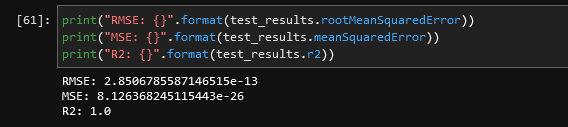 [61]: print("RMSE: {}".format(test_results.rootMeanSquaredError))
print("MSE: {}".format(test_results.meanSquaredError))
print("R2: {}".format(test_results.r2))
RMSE: 2.8506785587146515e-13
MSE: 8.126368245115443e-26
R2: 1.0